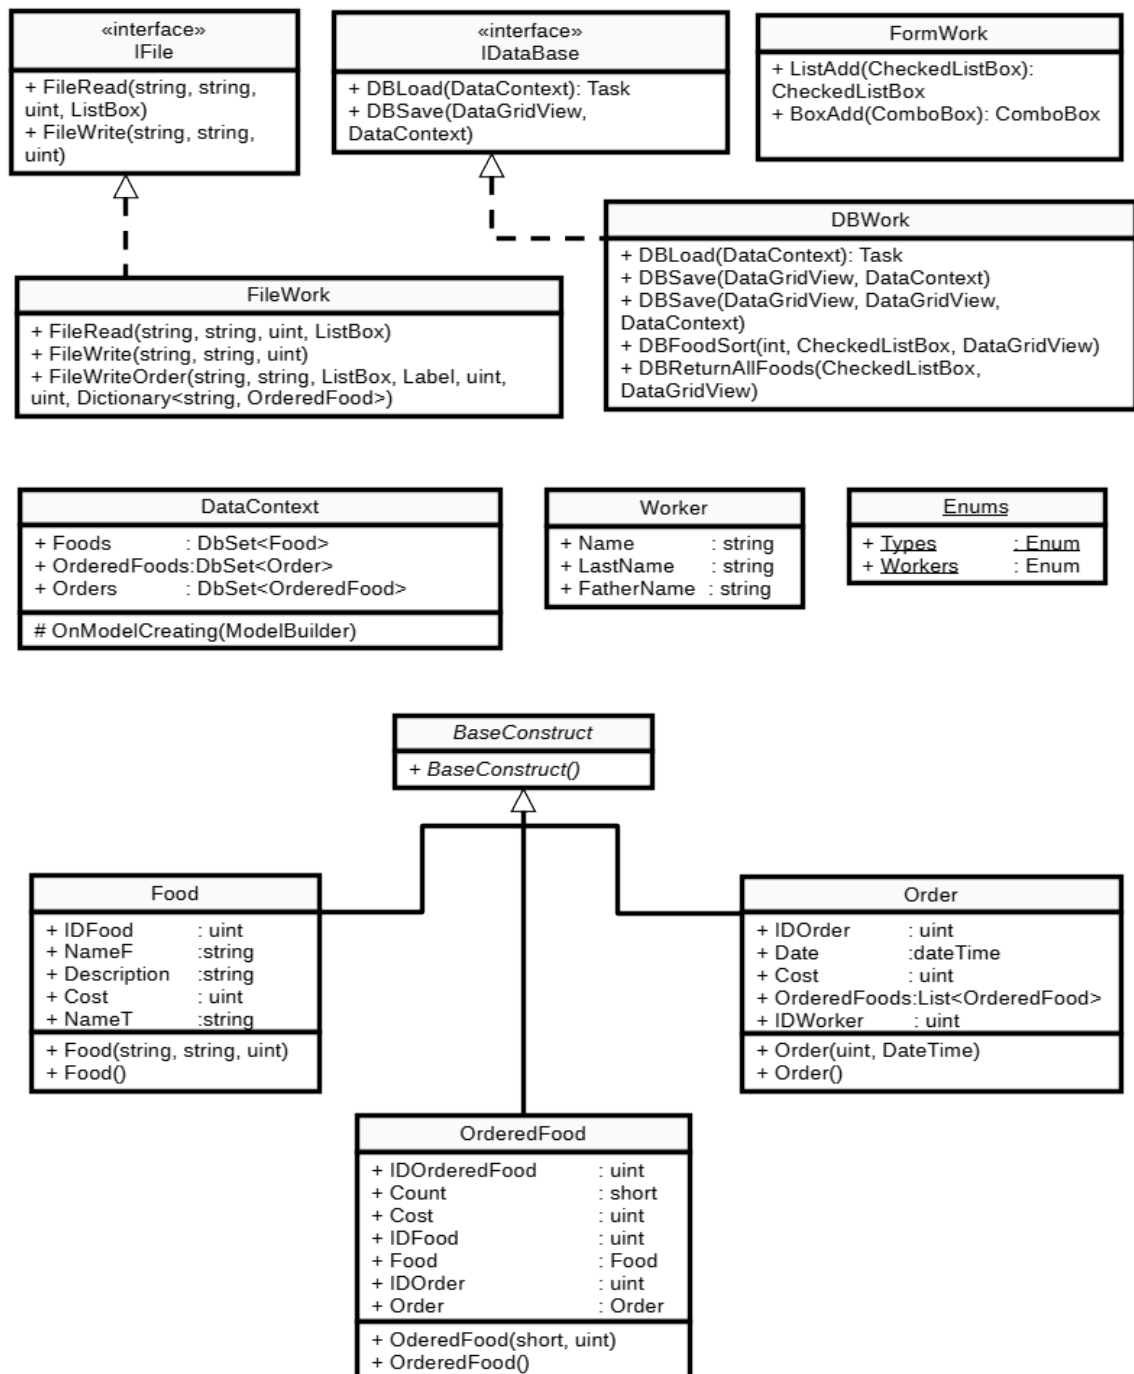 «interface»
IFile
+ FileRead(string, string,
uint, ListBox)
+ FileWrite(string, string,
uint)
«interface»
IDataBase
+ DBLoad(DataContext): Task
+ DBSave(DataGridView,
DataContext)
FormWork
+ ListAdd(CheckedListBox):
CheckedListBox
+ BoxAdd(ComboBox): ComboBox
FileWork
+ FileRead(string, string, uint, ListBox)
+ FileWrite(string, string, uint)
+ FileWriteOrder(string, string, ListBox, Label, uint,
uint, Dictionary<string, OrderedFood>)
DBWork
+ DBLoad(DataContext): Task
+ DBSave(DataGridView, DataContext)
+ DBSave(DataGridView, DataGridView,
DataContext)
+ DBFoodSort(int, CheckedListBox, DataGridView)
+ DBReturnAllFoods(CheckedListBox,
DataGridView)
DataContext
+ Foods : DbSet<Food>
+ OrderedFoods:DbSet<Order>
+ Orders : DbSet<OrderedFood>
# OnModelCreating(ModelBuilder)
Worker
+ Name : string
+ LastName : string
+ FatherName : string
Enums
+ Types : Enum
+ Workers : Enum
BaseConstruct
+ BaseConstruct()
Food
+ IDFood : uint
+ NameF :string
+ Description :string
+ Cost : uint
+ NameT :string
+ Food(string, string, uint)
+ Food()
Order
+ IDOrder : uint
+ Date :dateTime
+ Cost : uint
+ OrderedFoods:List<OrderedFood>
+ IDWorker : uint
+ Order(uint, DateTime)
+ Order()
OrderedFood
+ IDOrderedFood : uint
+ Count : short
+ Cost : uint
+ IDFood : uint
+ Food : Food
+ IDOrder : uint
+ Order : Order
+ OderedFood(short, uint)
+ OrderedFood()